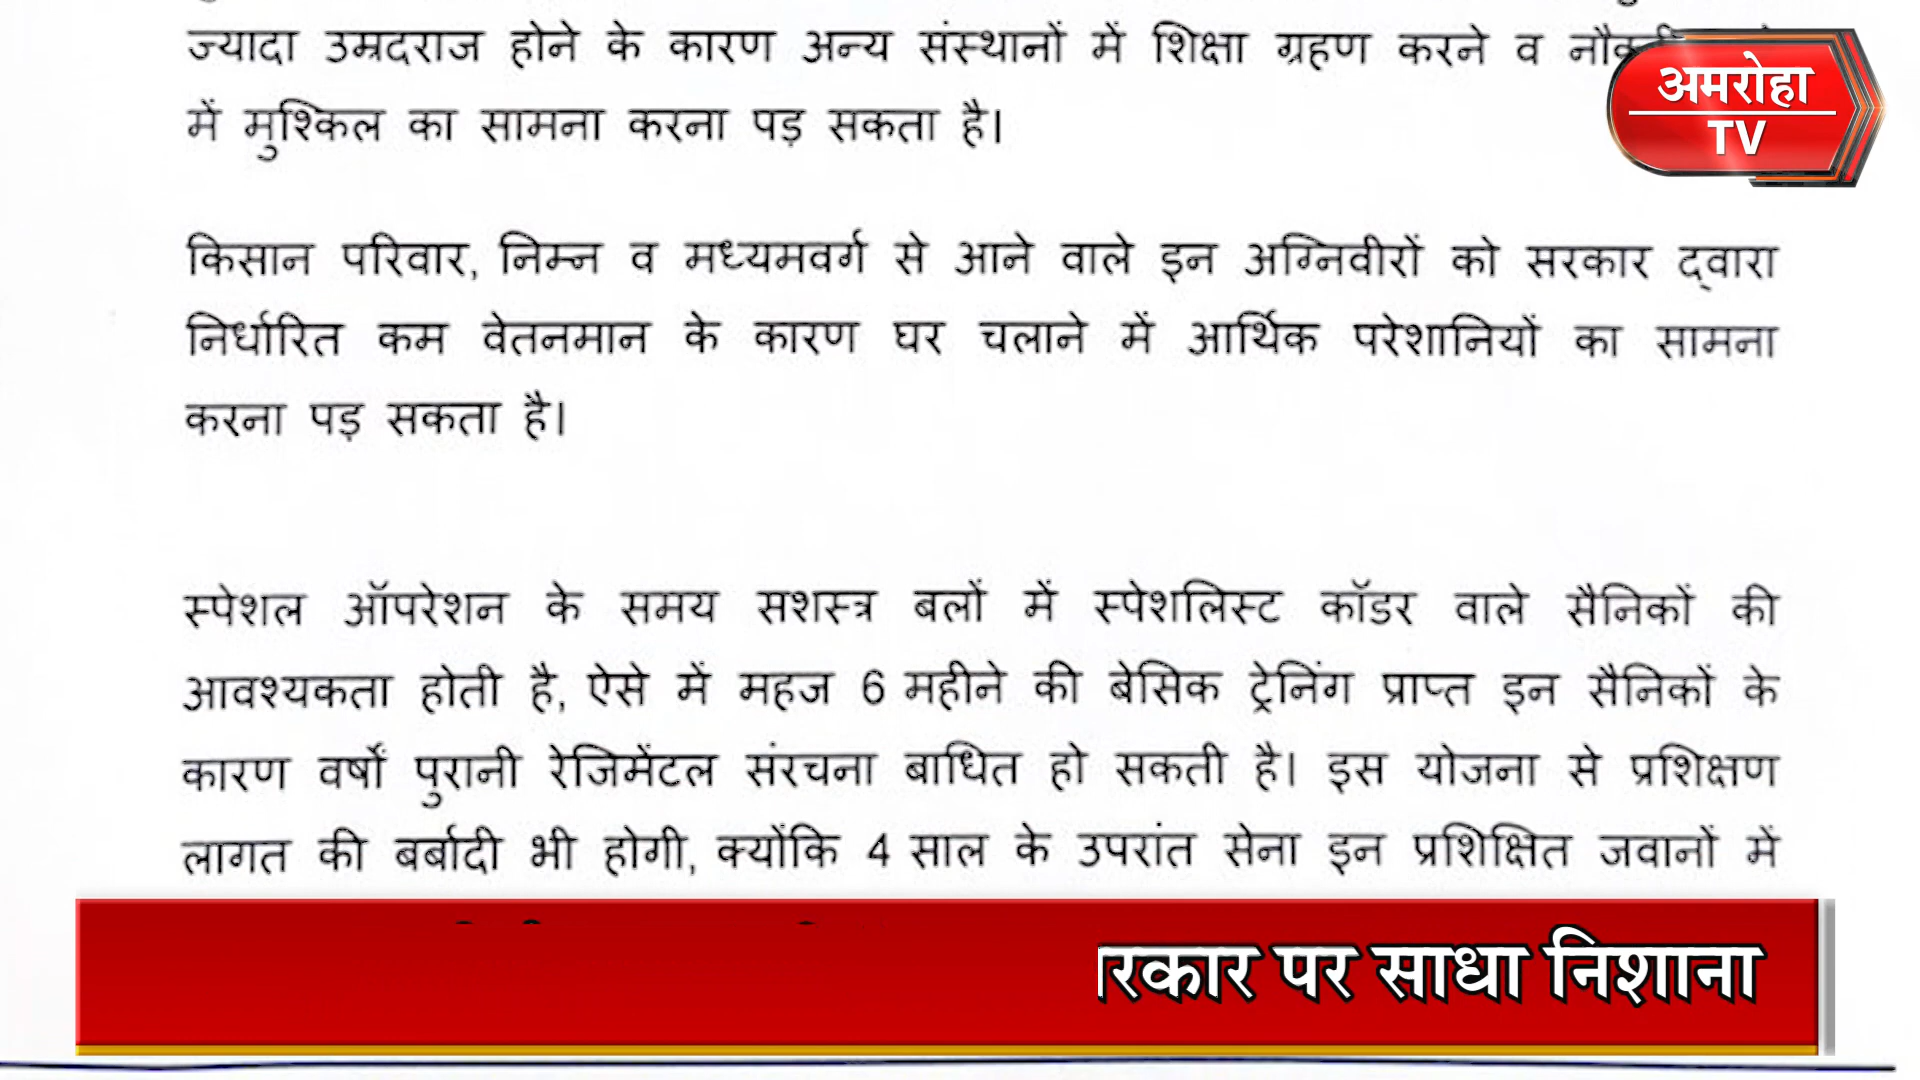 ज्यादा उम्रदराज होने के कारण अन्य संस्थानों में शिक्षा ग्रहण करने व
में मुश्किल का सामना करना पड़ सकता है।
अमरोहा
TV
किसान परिवार, निम्न व मध्यमवर्ग से आने वाले इन अग्निवीरों को सरकार द्वारा
निर्धारित कम वेतनमान के कारण घर चलाने में आर्थिक परेशानियों का सामना
करना पड़ सकता है।
स्पेशल ऑपरेशन के समय सशस्त्र बलों में स्पेशलिस्ट कॉडर वाले सैनिकों की
आवश्यकता होती है, ऐसे में महज 6 महीने की बेसिक ट्रेनिंग प्राप्त इन सैनिकों के
कारण वर्षों पुरानी रेजिमेंटल संरचना बाधित हो सकती है। इस योजना से प्रशिक्षण
लागत की बर्बादी भी होगी, क्योंकि 4 साल के उपरांत सेना इन प्रशिक्षित जवानों में
पर साधा निशाना